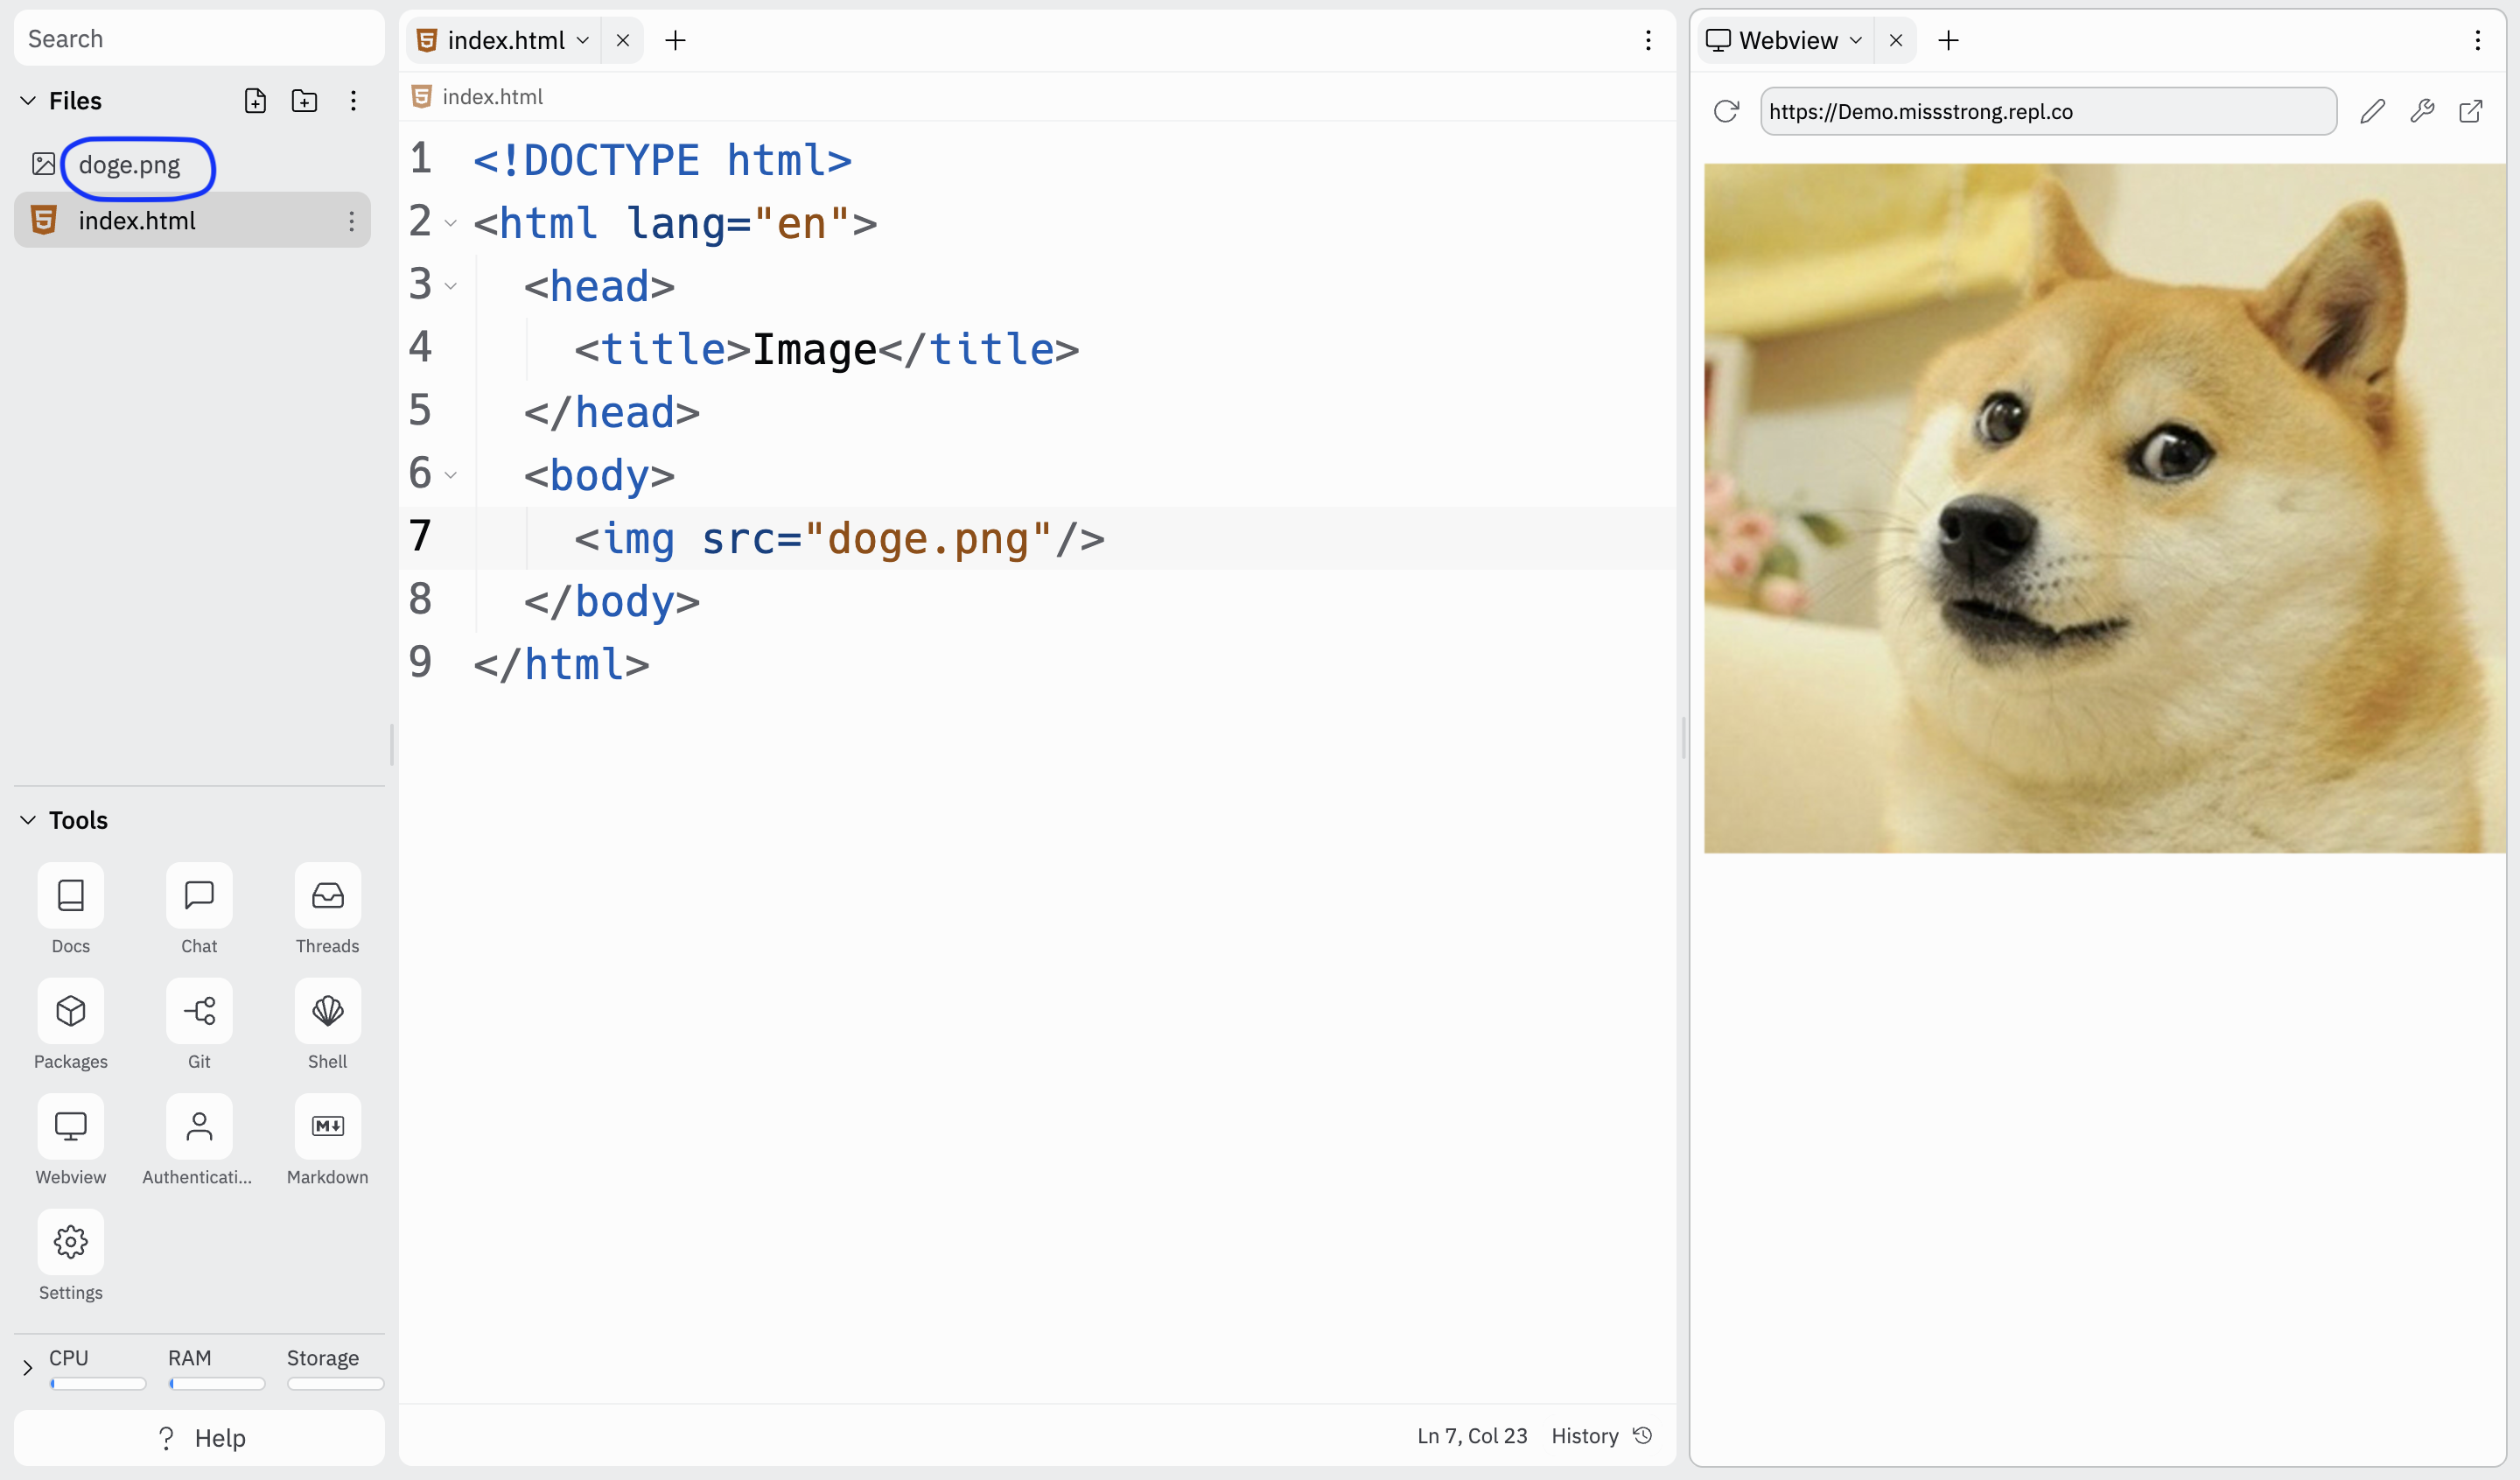 Search
Files
doge.png
index.html
Tools
Docs
Chat
Threads
Packages
Git
Shell
Webview
Authenticati...
Markdown
Settings
CPU
RAM
Storage
? Help
index.html
index.html
1 <!DOCTYPE html>
2 <html lang="en">
3 <head>
4 <title>Image</title>
5 </head>
6 <body>
7 <img src="doge.png"/>
8 </body>
9 </html>
Ln 7, Col 23 History
Webview
https://Demo.missstrong.repl.co